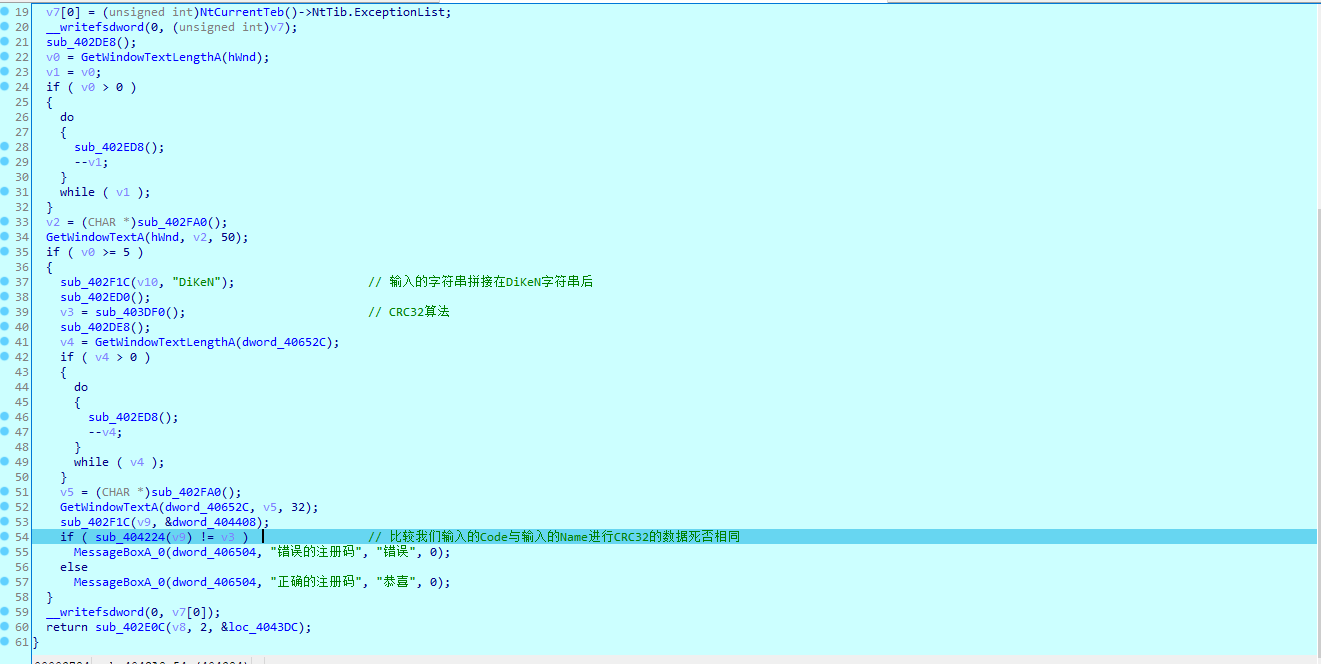 19 v7[0] = (unsigned int)NtCurrentTeb()->NtTib.ExceptionList;
20 __writefsdword(0, (unsigned int)v7);
21 sub_402DE8();
22 v0 = GetWindowTextLengthA(hWnd);
23 v1 = v0;
24 if ( v0 > 0 )
25 {
26 do
27 {
28 sub_402ED8();
29 --v1;
30 }
31 while ( v1 );
32 }
33 v2 = (CHAR *)sub_402FA0();
34 GetWindowTextA(hWnd, v2, 50);
35 if ( v0 >= 5 )
36 {
37 sub_402F1C(v10, "DiKeN"); // 输入的字符串拼接在DiKeN字符串后
38 sub_402ED0();
39 v3 = sub_403DF0(); // CRC32算法
40 sub_402DE8();
41 v4 = GetWindowTextLengthA(dword_40652C);
42 if ( v4 > 0 )
43 {
44 do
45 {
46 sub_402ED8();
47 --v4;
48 }
49 while ( v4 );
50 }
51 v5 = (CHAR *)sub_402FA0();
52 GetWindowTextA(dword_40652C, v5, 32);
53 sub_402F1C(v9, &dword_404408);
54 if ( sub_404224(v9) != v3 ) // 比较我们输入的Code与输入的Name进行CRC32的数据死否相同
55 MessageBoxA_0(dword_406504, "错误的注册码", "错误", 0);
56 else
57 MessageBoxA_0(dword_406504, "正确的注册码", "恭喜", 0);
58 }
59 __writefsdword(0, v7[0]);
60 return sub_402E0C(v8, 2, &loc_4043DC);
61 }